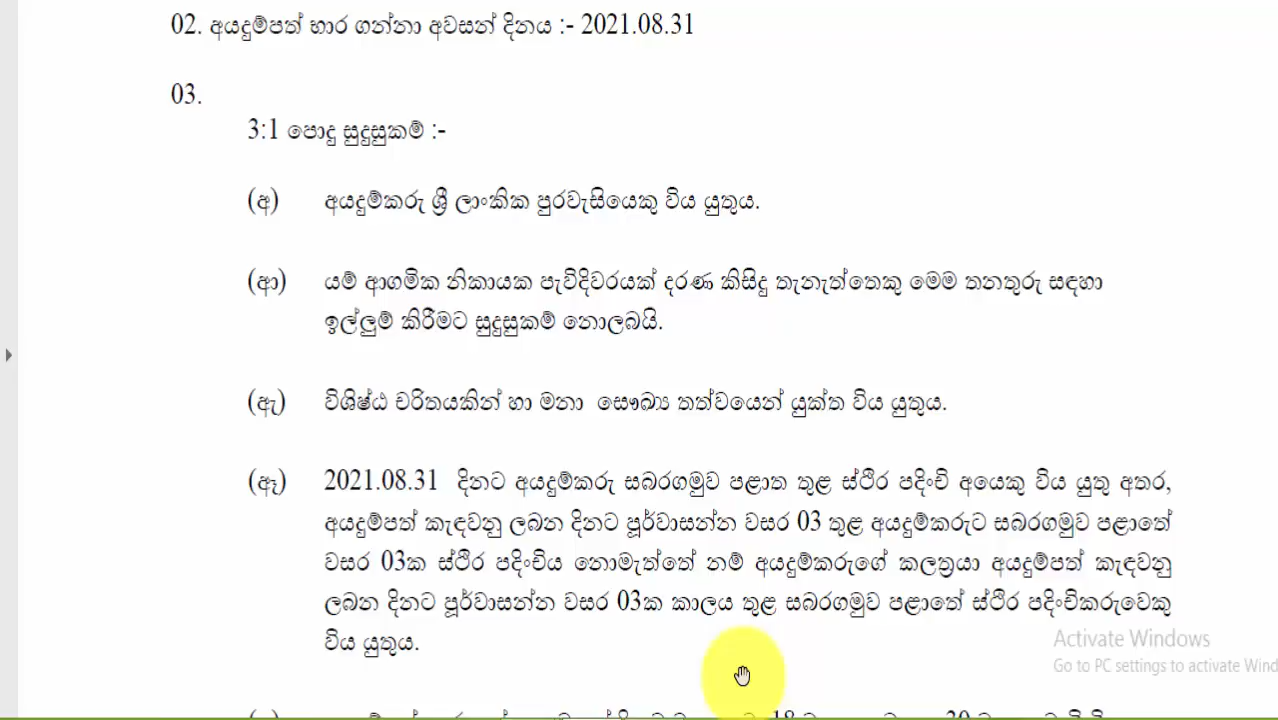 02. අයදුම්පත් භාර ගන්නා අවසන් දිනය :- 2021.08.31
03.
3:1 පොදු සුදුසුකම් :-
(අ) අයදුම්කරු ශ්‍රී ලාංකික පුරවැසියෙකු විය යුතුය.
(ආ) යම් ආගමික නිකායක පැවිදිවරයක් දරණ කිසිදු තැනැත්තෙකු මෙම තනතුරු සඳහා
ඉල්ලුම් කිරීමට සුදුසුකම් නොලබයි.
(ඇ) විශිෂ්ඨ චරිතයකින් හා මනා සෞඛ්‍ය තත්වයෙන් යුක්ත විය යුතුය.
(ඈ) 2021.08.31 දිනට අයදුම්කරු සබරගමුව පළාත තුළ ස්ථිර පදිංචි අයෙකු විය යුතු අතර,
අයදුම්පත් කැඳවනු ලබන දිනට පූර්වාසන්න වසර 03 තුළ අයදුම්කරුට සබරගමුව පළාතේ
වසර 03ක ස්ථිර පදිංචිය නොමැත්තේ නම් අයදුම්කරුගේ කලත්‍රයා අයදුම්පත් කැඳවනු
ලබන දිනට පූර්වාසන්න වසර 03ක කාලය තුළ සබරගමුව පළාතේ ස්ථිර පදිංචිකරුවෙකු
විය යුතුය.
Activate Windows
Go to PC settings to activate Wind